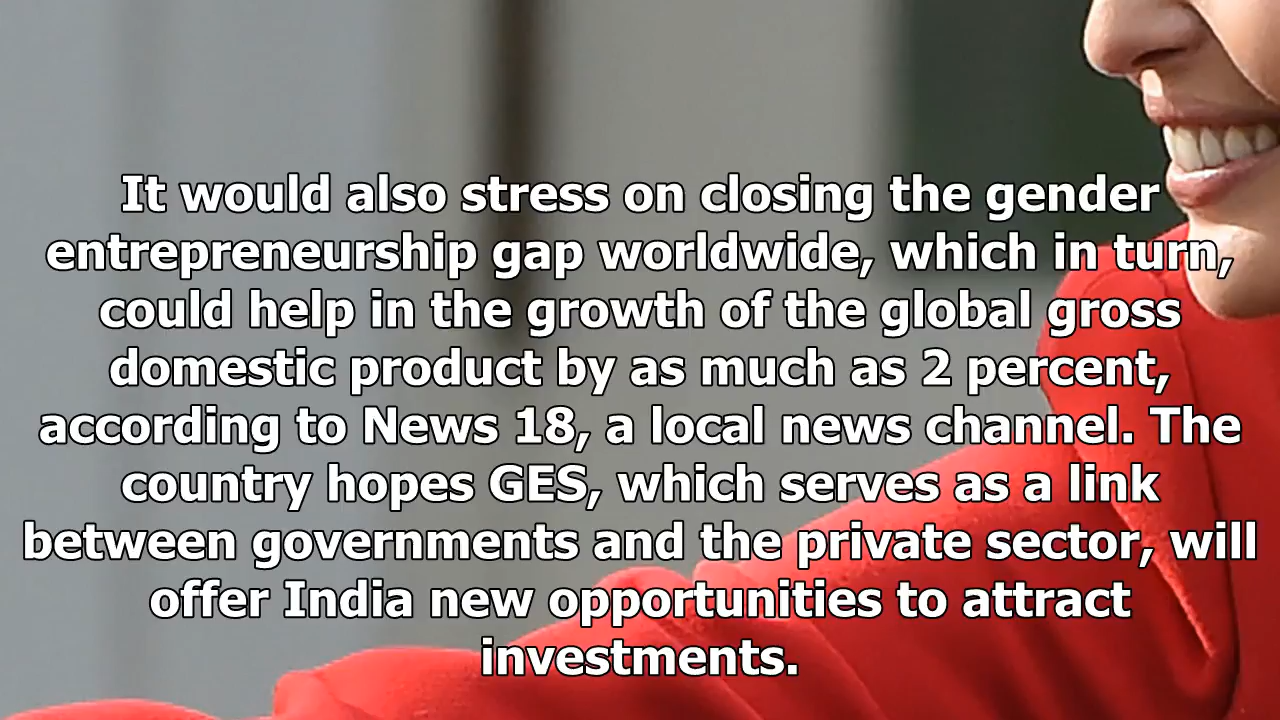 It would also stress on closing the gender
entrepreneurship gap worldwide, which in turn,
could help in the growth of the global gross
domestic product by as much as 2 percent,
according to News 18, a local news channel. The
country hopes GES, which serves as a link
between governments and the private sector, will
offer India new opportunities to attract
investments.